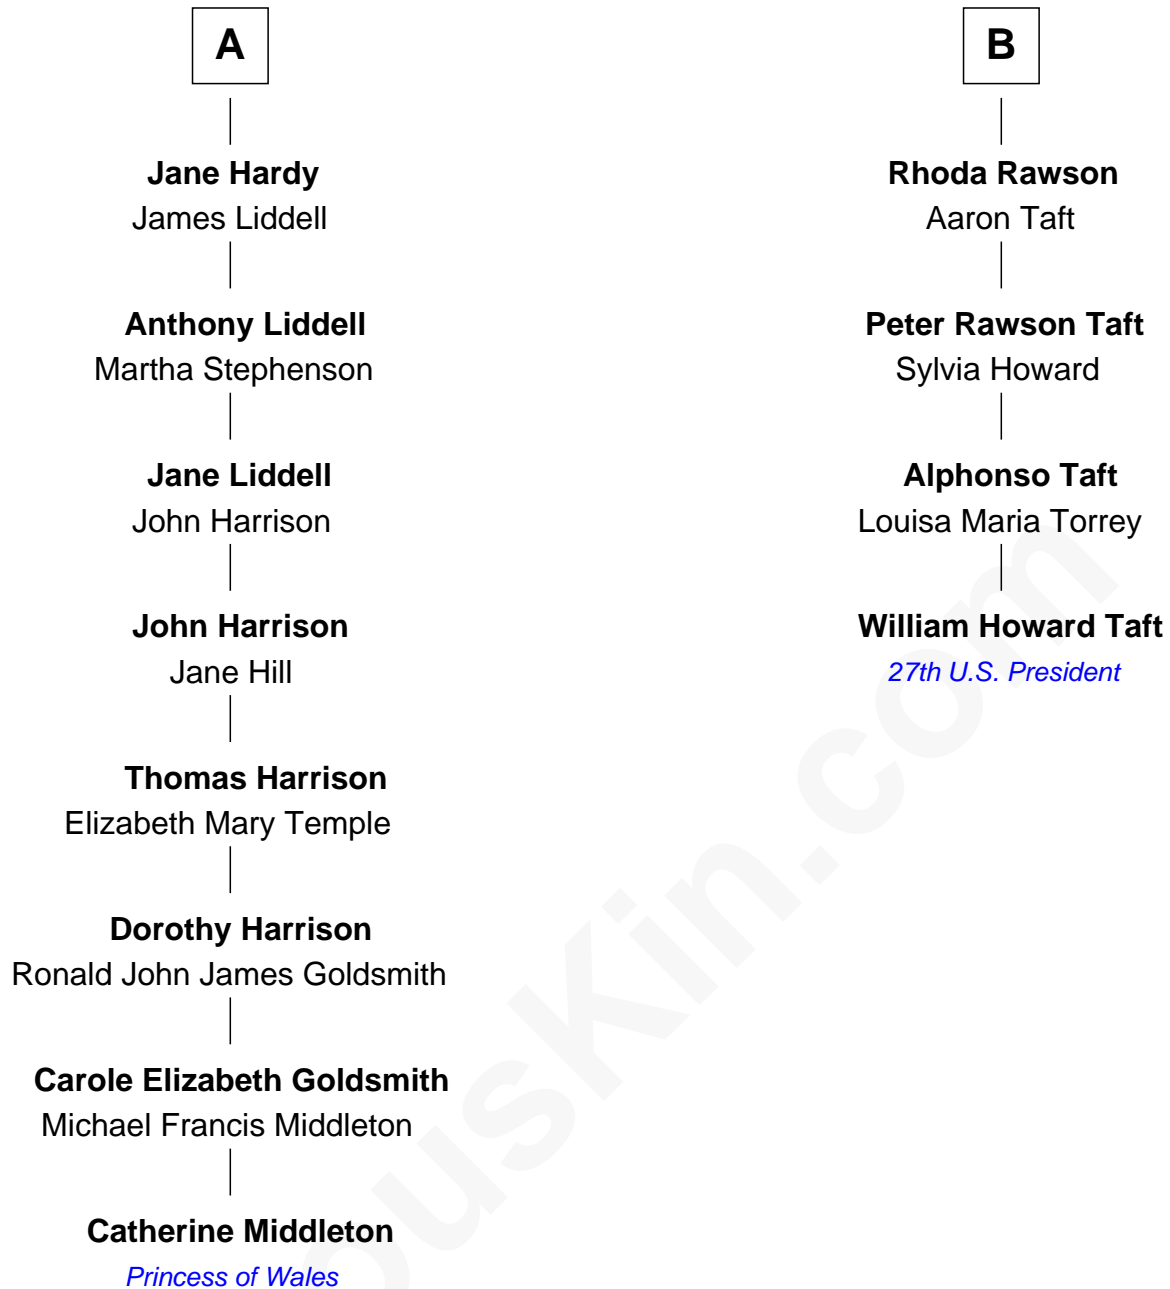 A
Jane Hardy
James Liddell
Anthony Liddell
Martha Stephenson
Jane Liddell
John Harrison
John Harrison
Jane Hill
Thomas Harrison
Elizabeth Mary Temple
Dorothy Harrison
Ronald John James Goldsmith
Carole Elizabeth Goldsmith
Michael Francis Middleton
Catherine Middleton
Princess of Wales
B
Rhoda Rawson
Aaron Taft
Peter Rawson Taft
Sylvia Howard
Alphonso Taft
Louisa Maria Torrey
William Howard Taft
27th U.S. President
ousKin.com